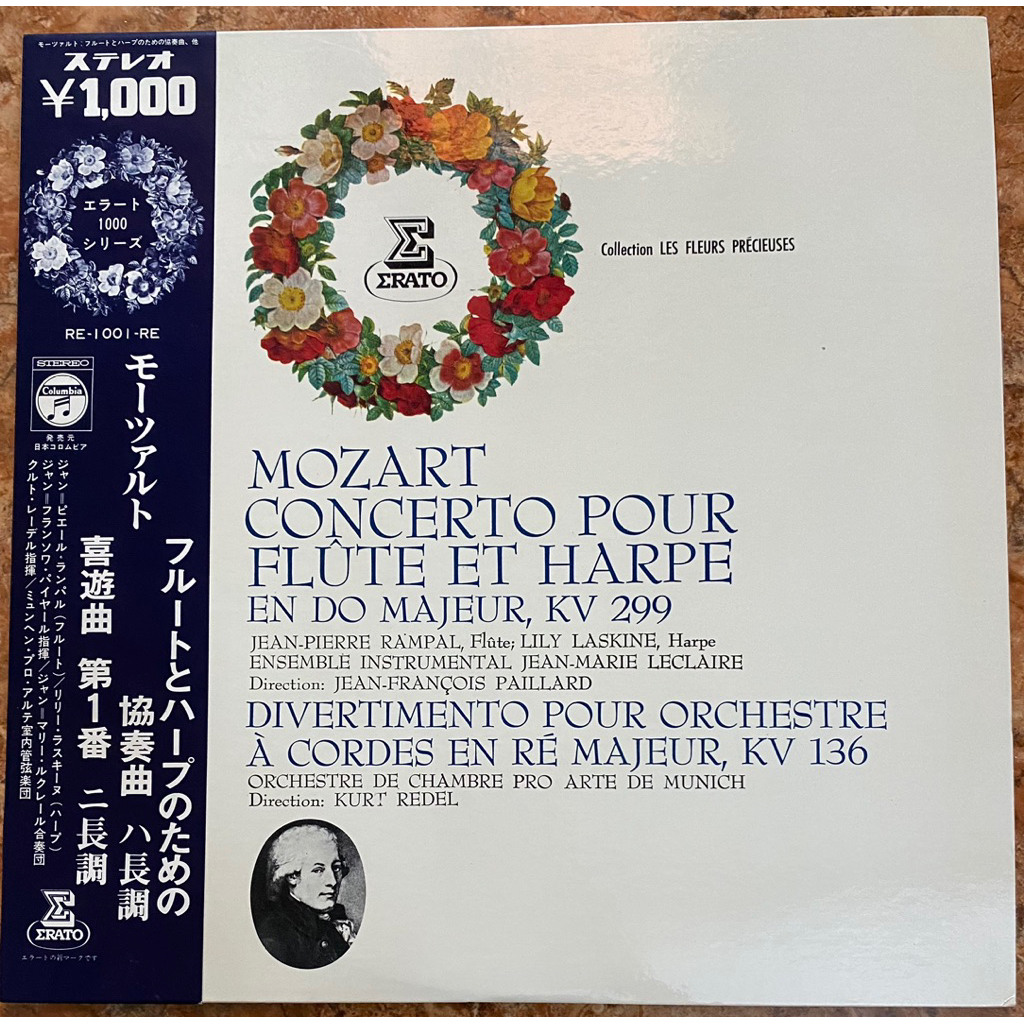 モーツァルト：フルートとハープのための協奏曲、他
ステレオ
¥1,000
エラート
1000
シリーズ
RE-1001-RE
STEREO
Columbia
発売元
日本コロムビア
モーツァルト
フルートとハープのための
協奏曲 ハ長調
喜遊曲 第1番 ニ長調
ジャン＝ピエール・ランパル（フルート）／リリー・ラスキーヌ（ハープ）
ジャン＝フランソワ・パイヤール指揮／ジャン＝マリー・ルクレール合奏団
クルト・レーデル指揮／ミュンヘン・プロ・アルテ室内管弦楽団
Σ
ΣRATO
エラートの新マークです
Σ
ΣRATO
Collection LES FLEURS PRÉCIEUSES
MOZART
CONCERTO POUR
FLÛTE ET HARPE
EN DO MAJEUR, KV 299
JEAN-PIERRE RAMPAL, Flûte; LILY LASKINE, Harpe
ENSEMBLE INSTRUMENTAL JEAN-MARIE LECLAIRE
Direction: JEAN-FRANÇOIS PAILLARD
DIVERTIMENTO POUR ORCHESTRE
À CORDES EN RÉ MAJEUR, KV 136
ORCHESTRE DE CHAMBRE PRO ARTE DE MUNICH
Direction: KURT REDEL